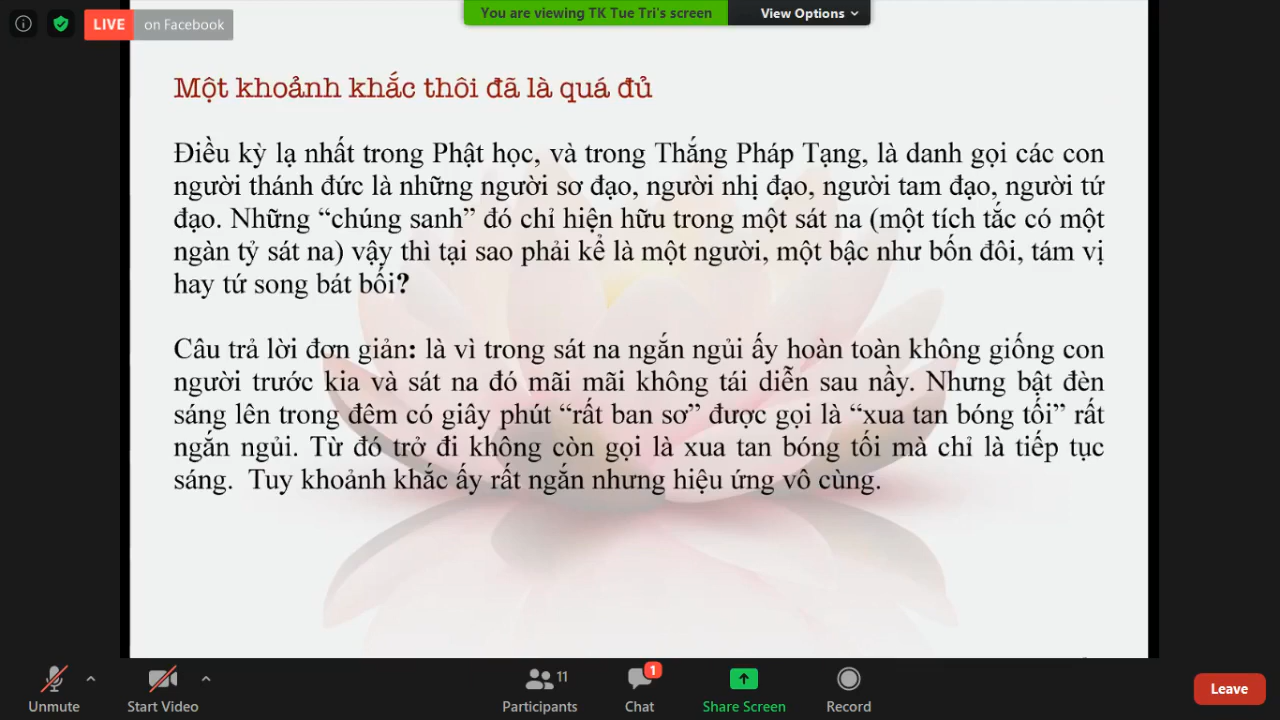 You are viewing TK Tue Tri's screen
View Options
LIVE on Facebook
Một khoảnh khắc thôi đã là quá đủ
Điều kỳ lạ nhất trong Phật học, và trong Thắng Pháp Tạng, là danh gọi các con
người thánh đức là những người sơ đạo, người nhị đạo, người tam đạo, người tứ
đạo. Những “chúng sanh” đó chỉ hiện hữu trong một sát na (một tích tắc có một
ngàn tỷ sát na) vậy thì tại sao phải kể là một người, một bậc như bốn đôi, tám vị
hay tứ song bát bối?
Câu trả lời đơn giản: là vì trong sát na ngắn ngủi ấy hoàn toàn không giống con
người trước kia và sát na đó mãi mãi không tái diễn sau nầy. Nhưng bật đèn
sáng lên trong đêm có giây phút “rất ban sơ” được gọi là “xua tan bóng tối” rất
ngắn ngủi. Từ đó trở đi không còn gọi là xua tan bóng tối mà chỉ là tiếp tục
sáng. Tuy khoảnh khắc ấy rất ngắn nhưng hiệu ứng vô cùng.
Unmute
Start Video
Participants 11
Chat 1
Share Screen
Record
Leave